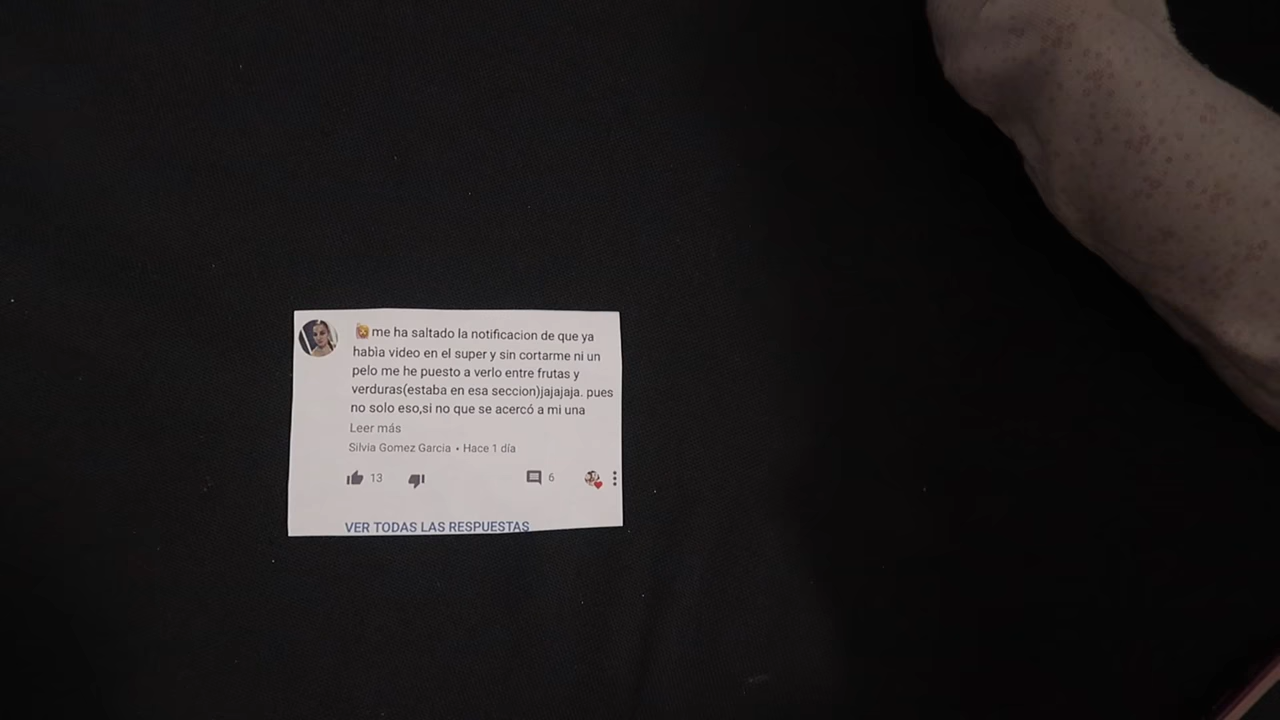 me ha saltado la notificacion de que ya
habìa video en el super y sin cortarme ni un
pelo me he puesto a verlo entre frutas y
verduras(estaba en esa seccion)jajajaja. pues
no solo eso,si no que se acercó a mi una
Leer más
Silvia Gomez Garcia • Hace 1 día
13 6
VER TODAS LAS RESPUESTAS